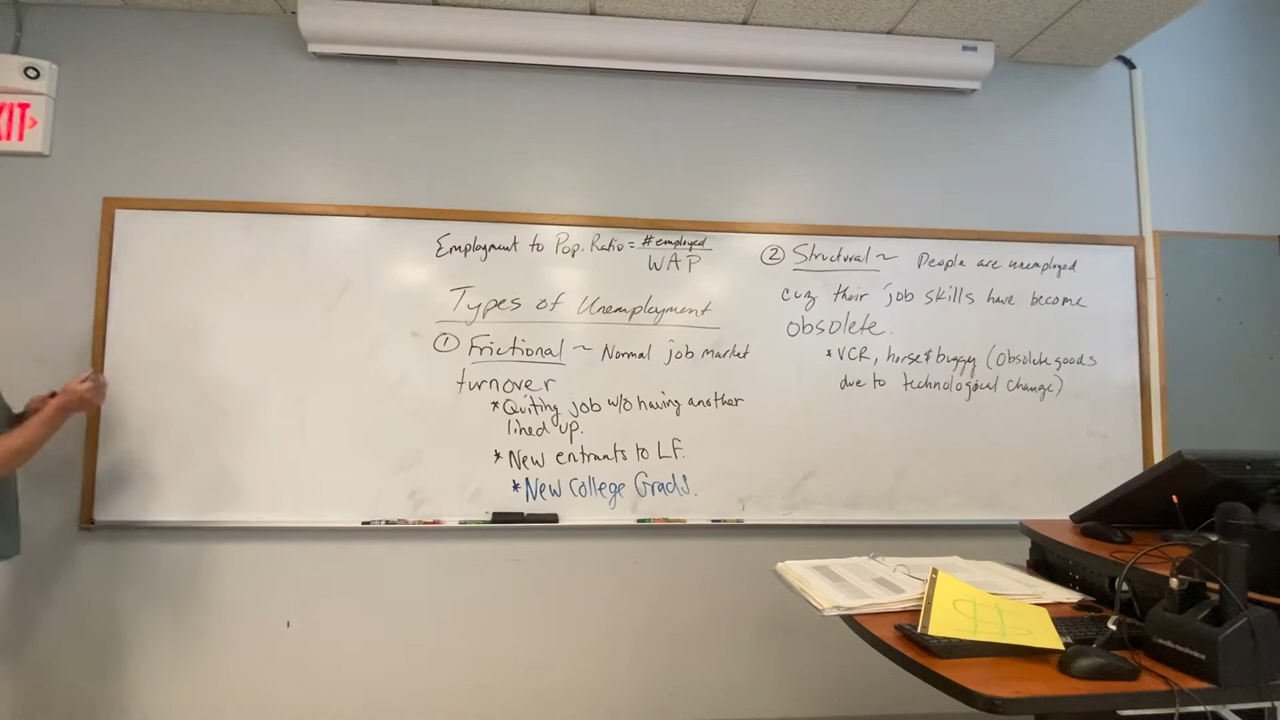 EXIT>
Employment to Pop. Ratio = #employed
WAP
Types of Unemployment
① Frictional ~ Normal job market
turnover
* Quiting job w/o having another
lined up.
* New entrants to LF.
* New College Grads.
② Structural ~ People are unemployed
cuz their job skills have become
obsolete.
* VCR, horse & buggy (Obsolete goods
due to technological change)